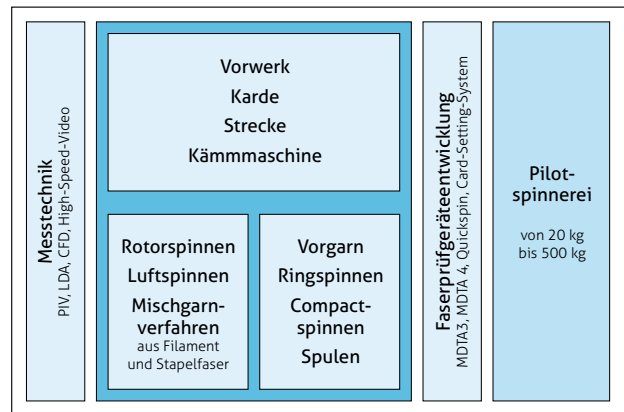 Messtechnik
PIV, LDA, CFD, High-Speed-Video
Vorwerk
Karde
Strecke
Kämmmaschine
Rotorspinnen
Luftspinnen
Mischgarn-
verfahren
aus Filament
und Stapelfaser
Vorgarn
Ringspinnen
Compact-
spinnen
Spulen
Faserprüfgeräteentwicklung
MDTA3, MDTA 4, Quickspin, Card-Setting-System
Pilot-
spinnerei
von 20 kg
bis 500 kg